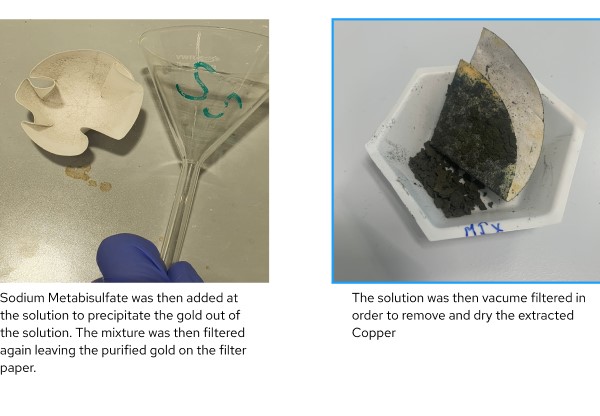 Sodium Metabisulfate was then added at
the solution to precipitate the gold out of
the solution. The mixture was then filtered
again leaving the purified gold on the filter
paper.
MIX
The solution was then vacume filtered in
order to remove and dry the extracted
Copper